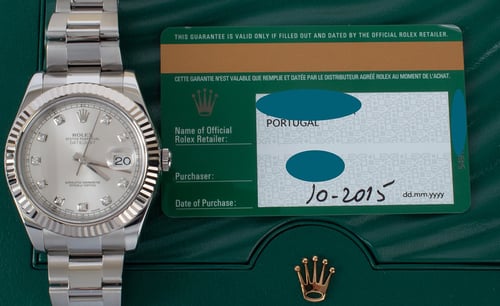 THIS GUARANTEE IS VALID ONLY IF FILLED OUT AND DATED BY THE OFFICIAL ROLEX RETAILER.
CETTE GARANTIE N'EST VALABLE QUE REMPLIE ET DATÉE PAR LE DISTRIBUTEUR AGRÉÉ ROLEX AU MOMENT DE L'ACHAT.
Name of Official
Rolex Retailer:
PORTUGAL
Purchaser:
Date of Purchase:
10-2015
dd.mm.yyyy
ROLEX
DATEJUST
20